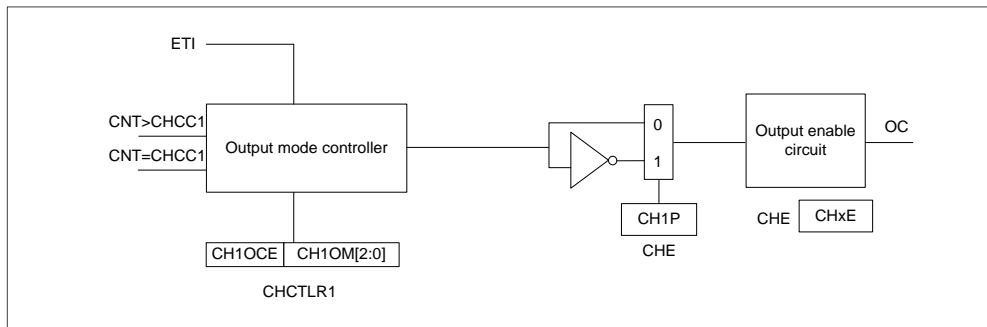 ETI
CNT>CHCC1
CNT=CHCC1
Output mode controller
0
1
Output enable
circuit
OC
CH1P
CHE
CHE
CHxE
CH1OCE
CH1OM[2:0]
CHCTLR1